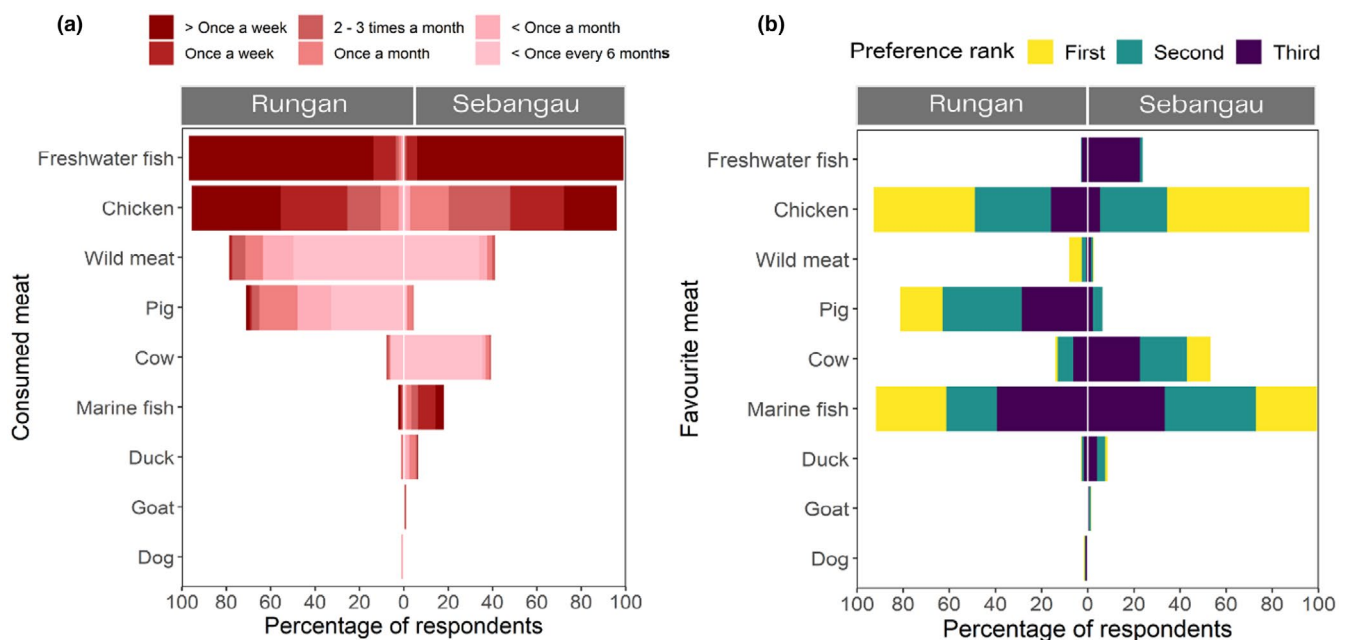 (a)
> Once a week 2 - 3 times a month < Once a month
Once a week Once a month < Once every 6 months
Rungan Sebangau
Consumed meat
Freshwater fish
Chicken
Wild meat
Pig
Cow
Marine fish
Duck
Goat
Dog
100 80 60 40 20 0 20 40 60 80 100
Percentage of respondents
(b)
Preference rank First Second Third
Rungan Sebangau
Favourite meat
Freshwater fish
Chicken
Wild meat
Pig
Cow
Marine fish
Duck
Goat
Dog
100 80 60 40 20 0 20 40 60 80 100
Percentage of respondents